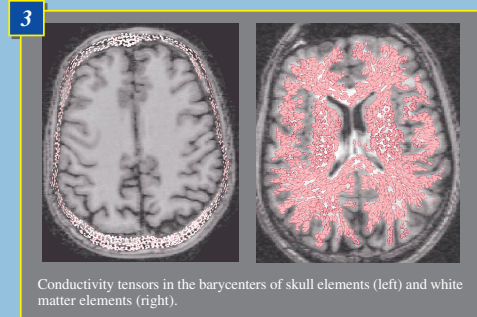 3
Conductivity tensors in the barycenters of skull elements (left) and white
matter elements (right).